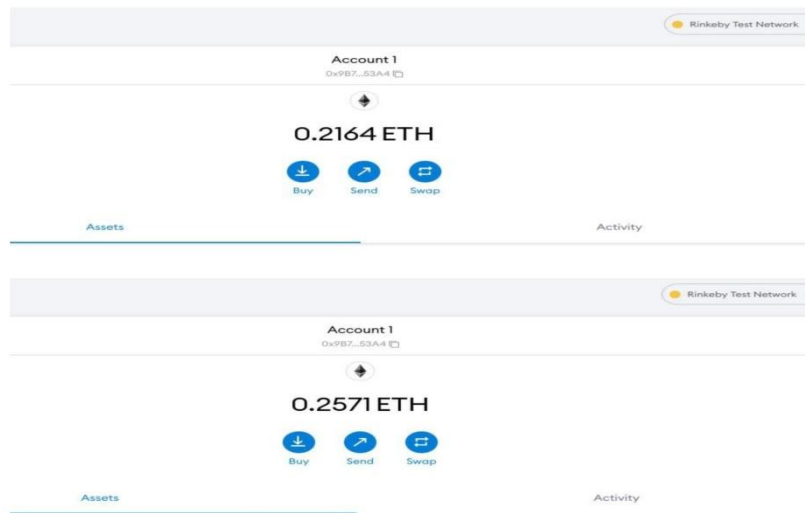 Rinkeby Test Network
Account 1
0x9B7...53A4
0.2164 ETH
Buy Send Swap
Assets Activity
Rinkeby Test Network
Account 1
0x9B7...53A4
0.2571 ETH
Buy Send Swap
Assets Activity